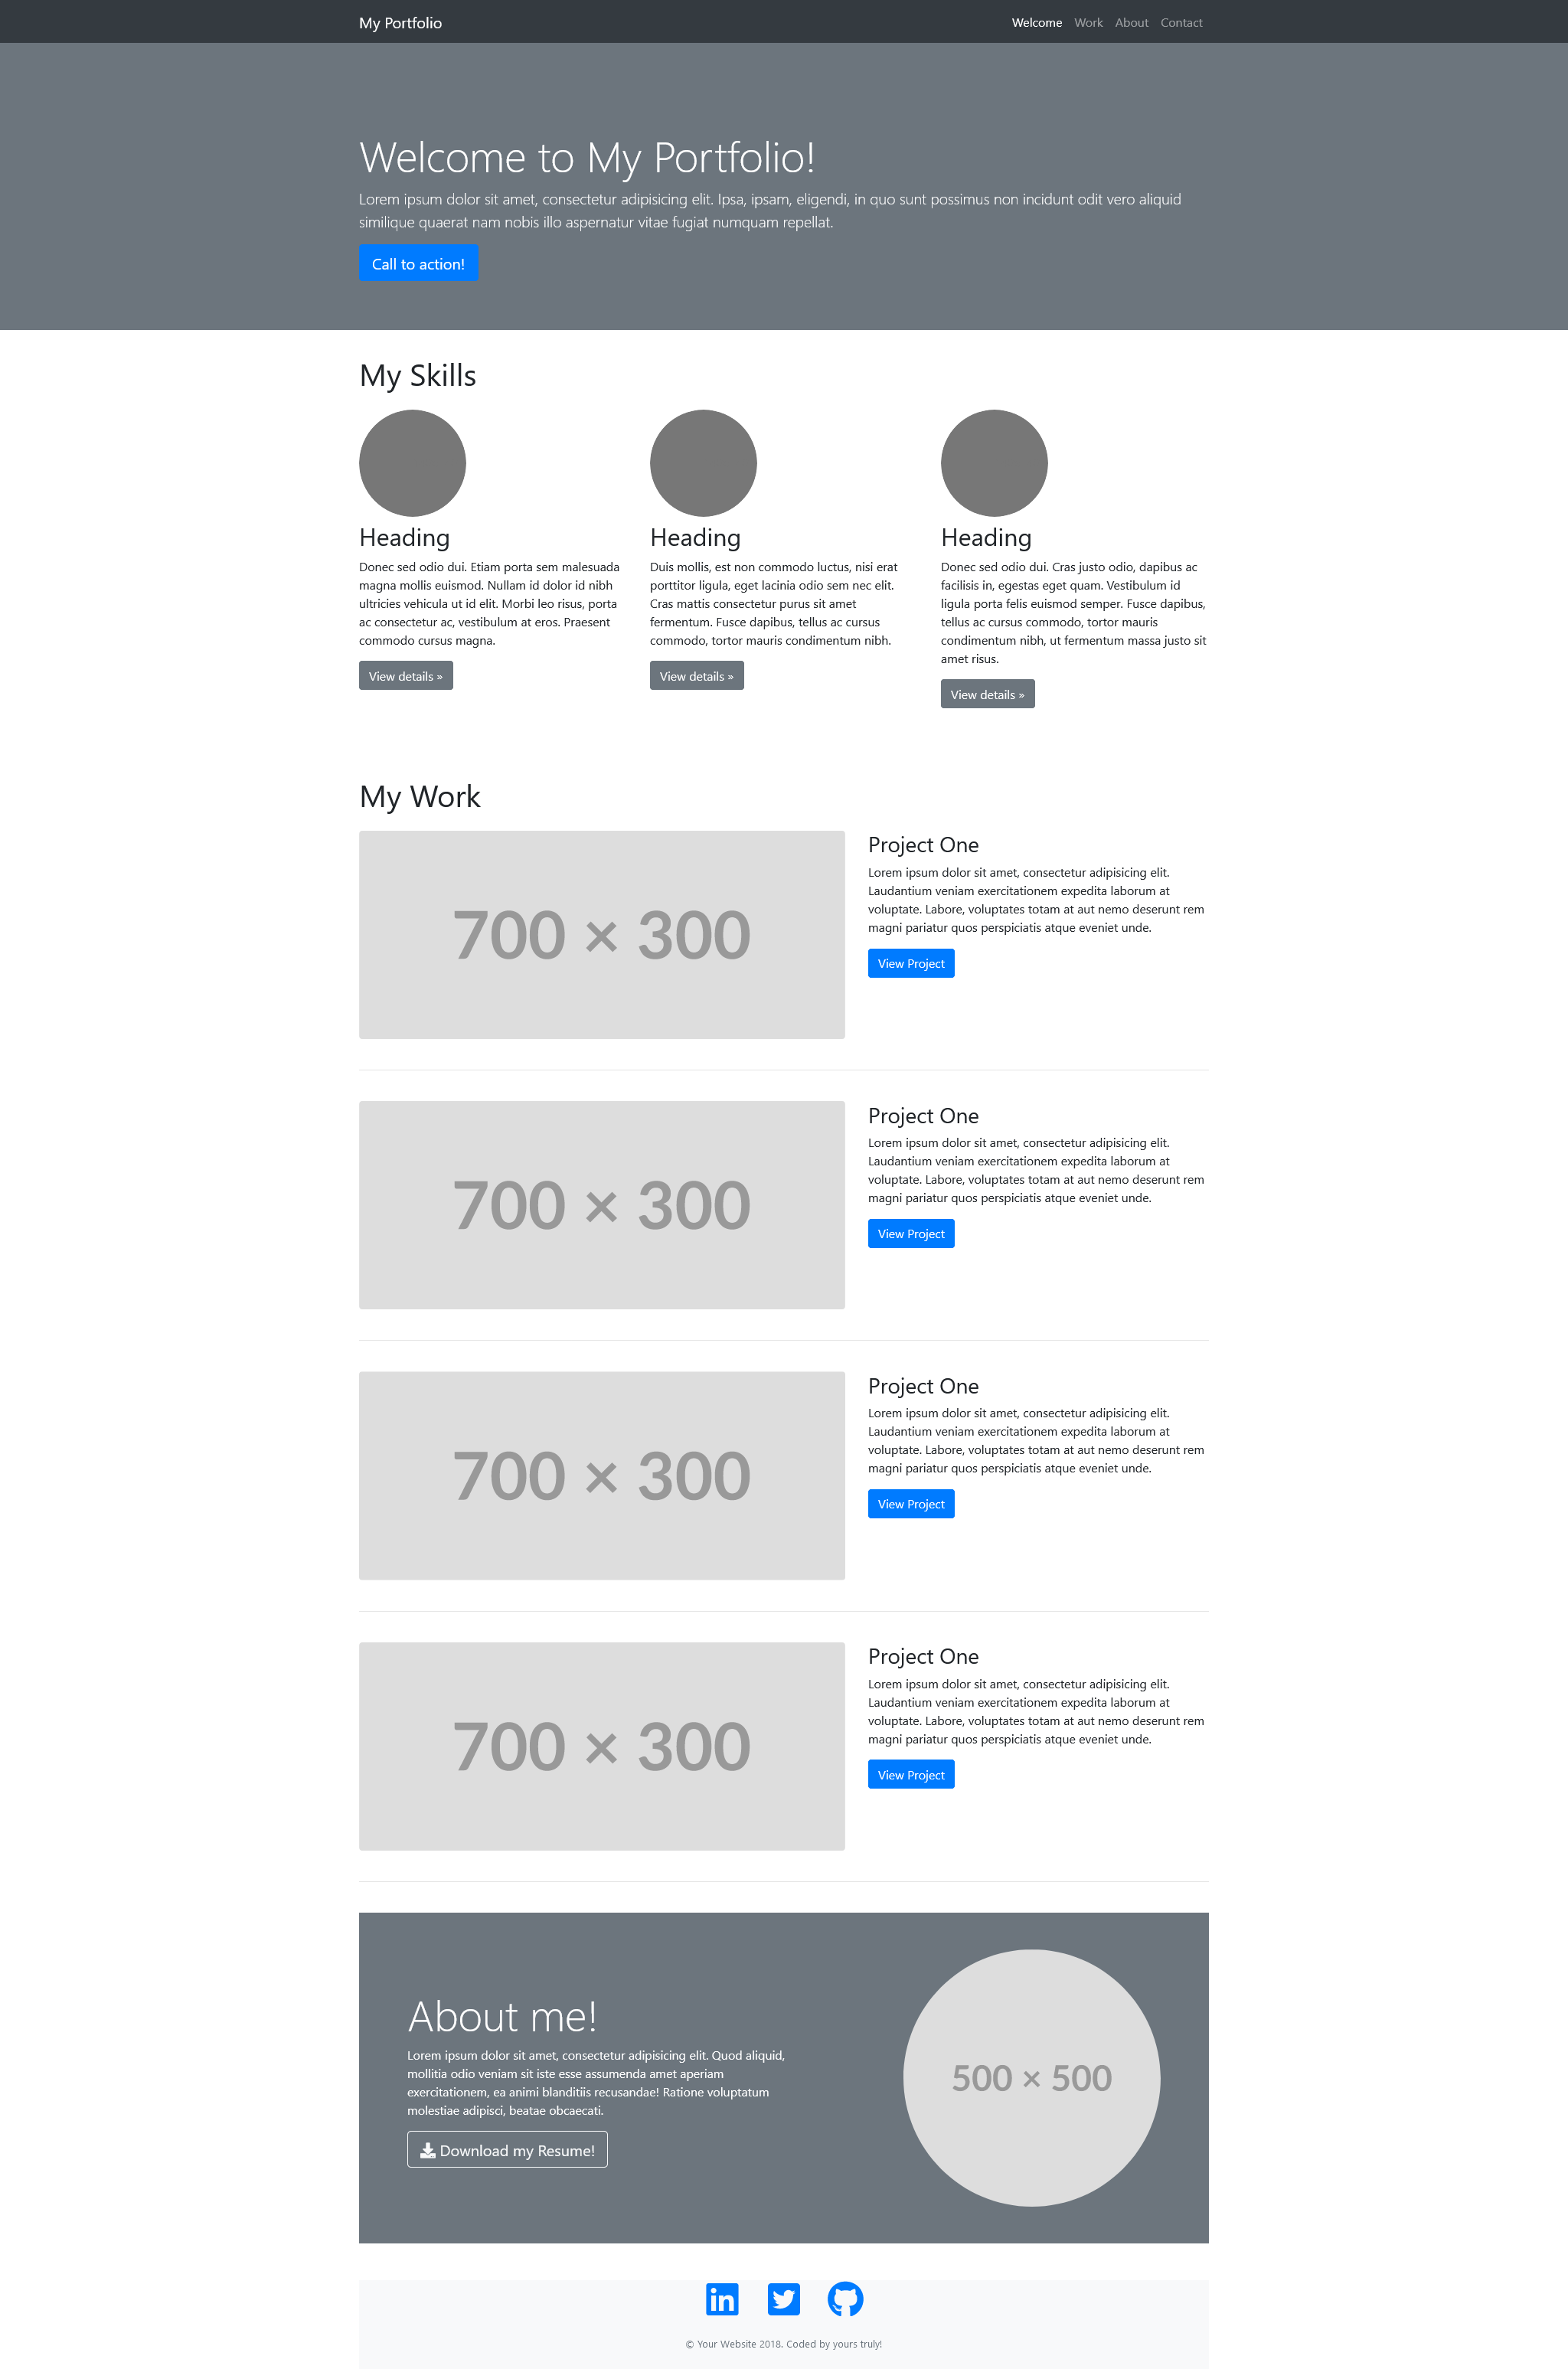 My Portfolio
Welcome Work About Contact
Welcome to My Portfolio!
Lorem ipsum dolor sit amet, consectetur adipisicing elit. Ipsa, ipsam, eligendi, in quo sunt possimus non incidunt odit vero aliquid
similique quaerat nam nobis illo aspernatur vitae fugiat numquam repellat.
Call to action!
My Skills
Heading
Donec sed odio dui. Etiam porta sem malesuada
magna mollis euismod. Nullam id dolor id nibh
ultricies vehicula ut id elit. Morbi leo risus, porta
ac consectetur ac, vestibulum at eros. Praesent
commodo cursus magna.
View details »
Heading
Duis mollis, est non commodo luctus, nisi erat
porttitor ligula, eget lacinia odio sem nec elit.
Cras mattis consectetur purus sit amet
fermentum. Fusce dapibus, tellus ac cursus
commodo, tortor mauris condimentum nibh.
View details »
Heading
Donec sed odio dui. Cras justo odio, dapibus ac
facilisis in, egestas eget quam. Vestibulum id
ligula porta felis euismod semper. Fusce dapibus,
tellus ac cursus commodo, tortor mauris
condimentum nibh, ut fermentum massa justo sit
amet risus.
View details »
My Work
700 × 300
Project One
Lorem ipsum dolor sit amet, consectetur adipisicing elit.
Laudantium veniam exercitationem expedita laborum at
voluptate. Labore, voluptates totam at aut nemo deserunt rem
magni pariatur quos perspiciatis atque eveniet unde.
View Project
700 × 300
Project One
Lorem ipsum dolor sit amet, consectetur adipisicing elit.
Laudantium veniam exercitationem expedita laborum at
voluptate. Labore, voluptates totam at aut nemo deserunt rem
magni pariatur quos perspiciatis atque eveniet unde.
View Project
700 × 300
Project One
Lorem ipsum dolor sit amet, consectetur adipisicing elit.
Laudantium veniam exercitationem expedita laborum at
voluptate. Labore, voluptates totam at aut nemo deserunt rem
magni pariatur quos perspiciatis atque eveniet unde.
View Project
700 × 300
Project One
Lorem ipsum dolor sit amet, consectetur adipisicing elit.
Laudantium veniam exercitationem expedita laborum at
voluptate. Labore, voluptates totam at aut nemo deserunt rem
magni pariatur quos perspiciatis atque eveniet unde.
View Project
About me!
Lorem ipsum dolor sit amet, consectetur adipisicing elit. Quod aliquid,
mollitia odio veniam sit iste esse assumenda amet aperiam
exercitationem, ea animi blanditiis recusandae! Ratione voluptatum
molestiae adipisci, beatae obcaecati.
Download my Resume!
500 × 500
in
© Your Website 2018. Coded by yours truly!